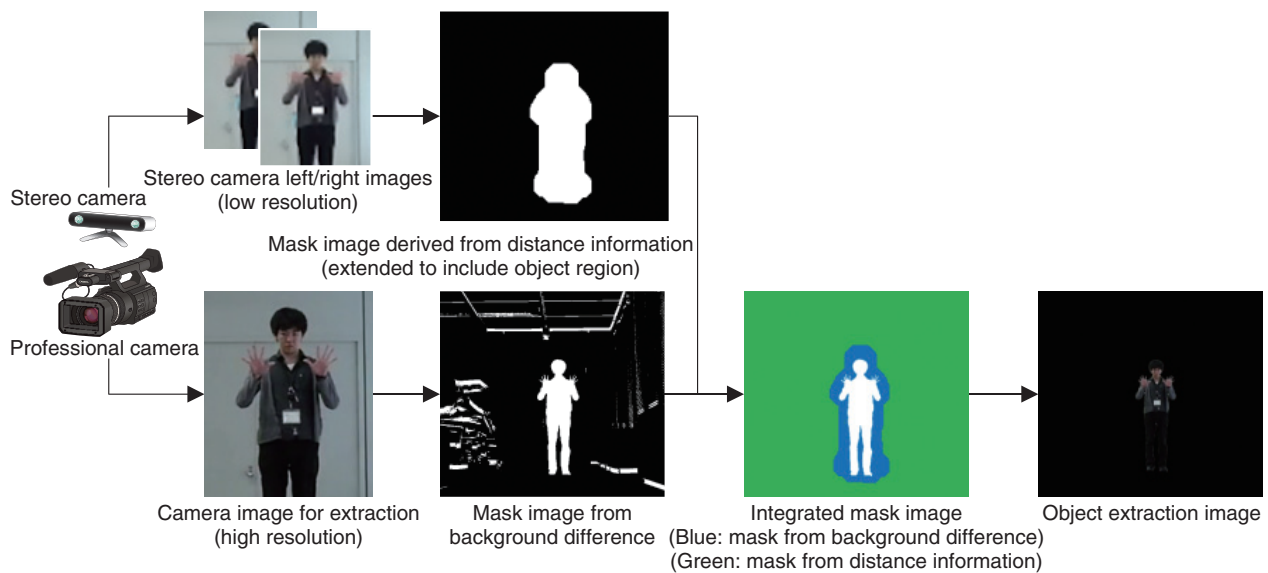 Stereo camera left/right images
(low resolution)
Stereo camera
Mask image derived from distance information
(extended to include object region)
Professional camera
Camera image for extraction
(high resolution)
Mask image from
background difference
Integrated mask image
(Blue: mask from background difference)
(Green: mask from distance information)
Object extraction image